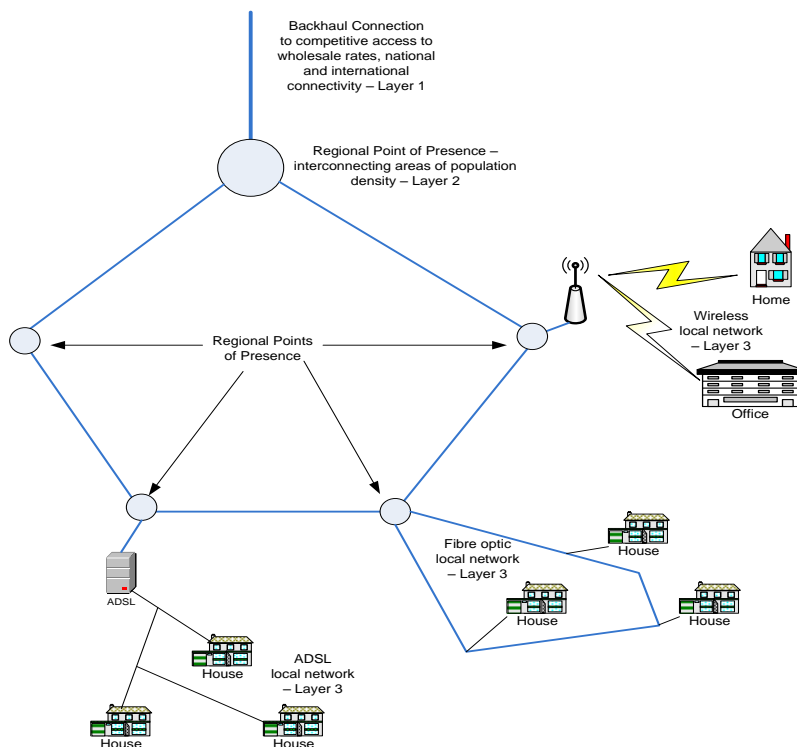 Backhaul Connection
to competitive access to
wholesale rates, national
and international
connectivity – Layer 1
Regional Point of Presence –
interconnecting areas of population
density – Layer 2
Home
Wireless
local network
– Layer 3
Office
Regional Points
of Presence
Fibre optic
local network
– Layer 3
House
House
House
ADSL
House
ADSL
local network
– Layer 3
House
House